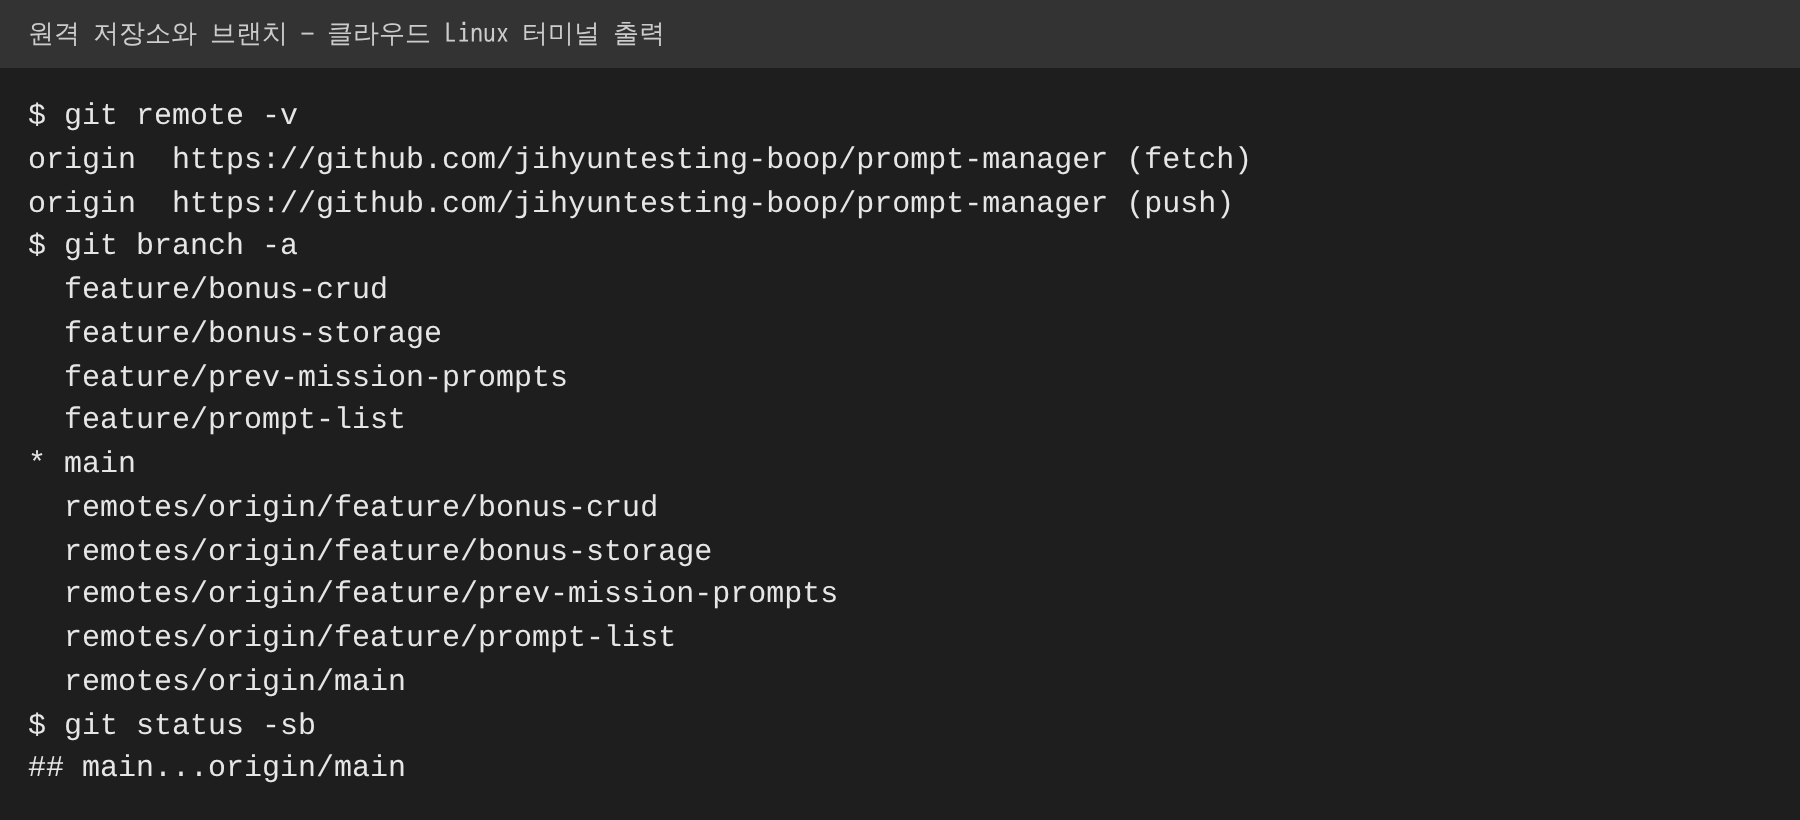 원격 저장소와 브랜치 — 클라우드 Linux 터미널 출력
$ git remote -v
origin  https://github.com/jihyuntesting-boop/prompt-manager (fetch)
origin  https://github.com/jihyuntesting-boop/prompt-manager (push)
$ git branch -a
  feature/bonus-crud
  feature/bonus-storage
  feature/prev-mission-prompts
  feature/prompt-list
* main
  remotes/origin/feature/bonus-crud
  remotes/origin/feature/bonus-storage
  remotes/origin/feature/prev-mission-prompts
  remotes/origin/feature/prompt-list
  remotes/origin/main
$ git status -sb
## main...origin/main